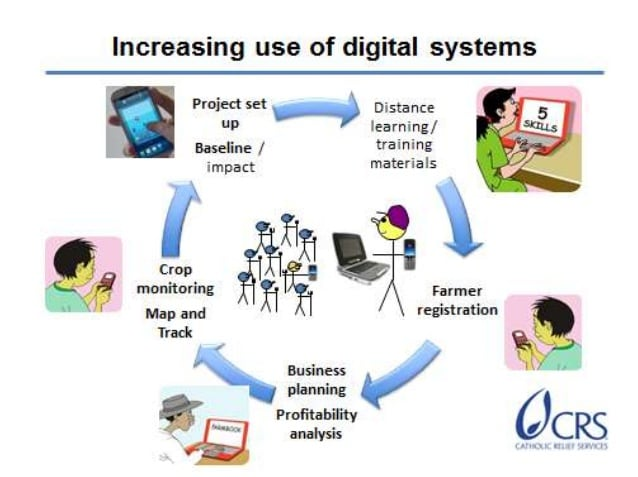 Increasing use of digital systems
Project set
up
Baseline /
impact
Distance
learning/
training
materials
5
SKILLS
Farmer
registration
Business
planning
Profitability
analysis
FARMBOOK
Crop
monitoring
Map and
Track
CRS
CATHOLIC RELIEF SERVICES